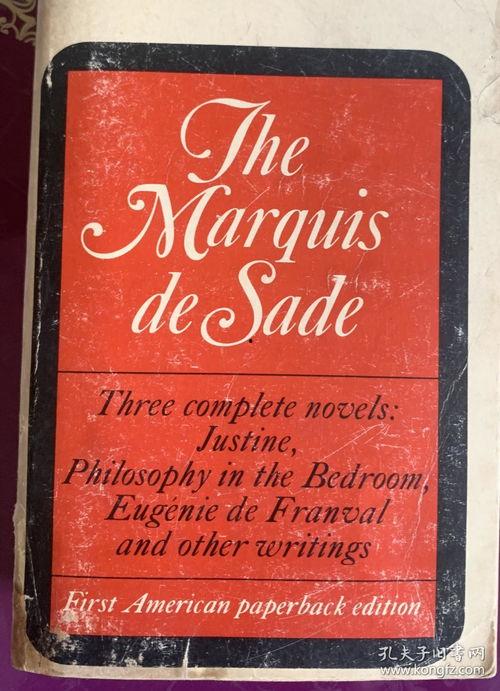 The
Marquis
de Sade
Three complete novels:
Justine,
Philosophy in the Bedroom,
Eugénie de Franval
and other writings
First American paperback edition
孔夫子旧书网
www.kongfz.com